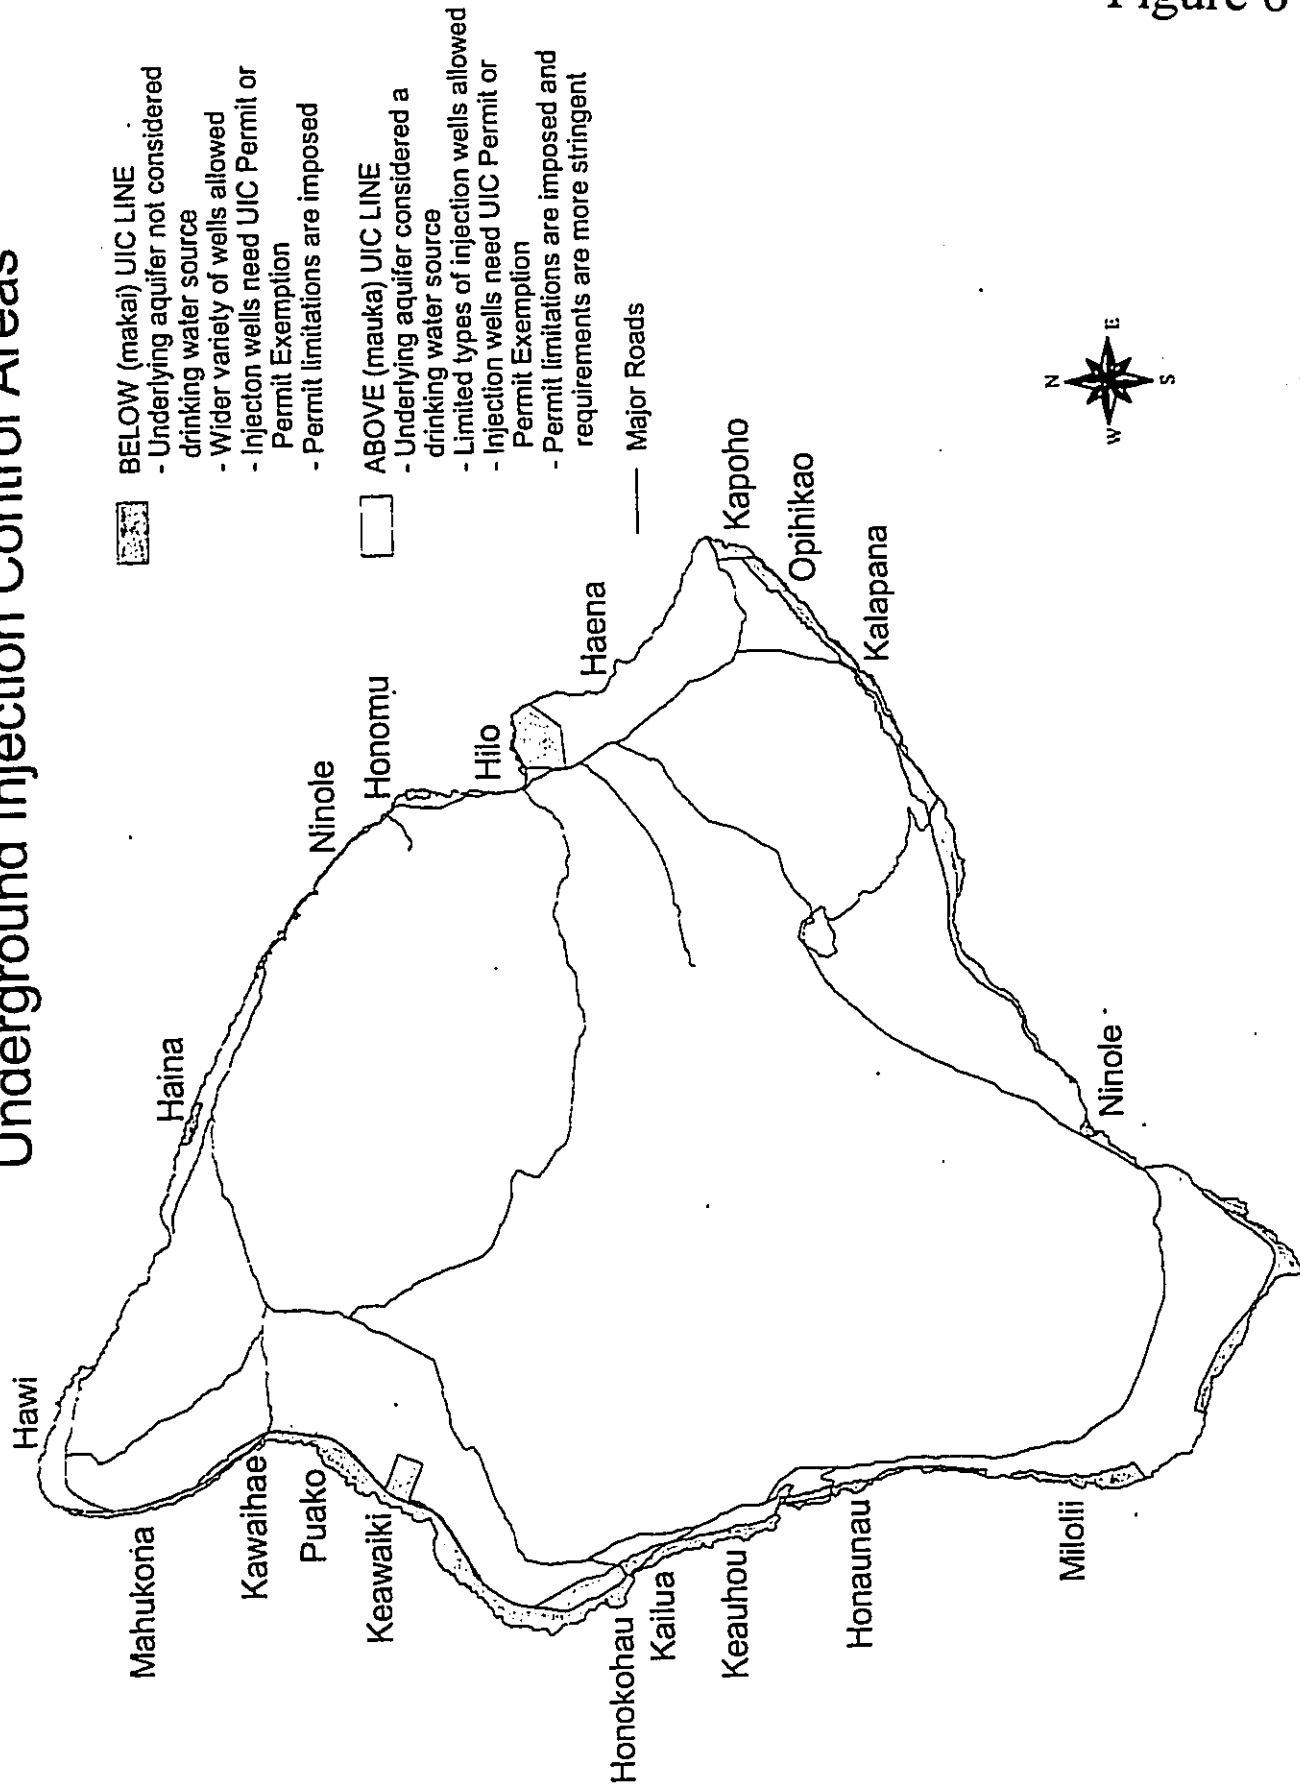 Figure 6
Underground Injection Control Areas
BELOW (makai) UIC LINE
- Underlying aquifer not considered
drinking water source
- Wider variety of wells allowed
- Injecton wells need UIC Permit or
Permit Exemption
- Permit limitations are imposed
ABOVE (mauka) UIC LINE
- Underlying aquifer considered a
drinking water source
- Limited types of injection wells allowed
- Injection wells need UIC Permit or
Permit Exemption
- Permit limitations are imposed and
requirements are more stringent
Major Roads
Hawi
Mahukona
Kawaihae
Puako
Keawaiki
Honokohau
Kailua
Keauhou
Honaunau
Milolii
Haina
Ninole
Honomu
Hilo
Haena
Kapoho
Opihikao
Kalapana
Ninole
N
W
E
S